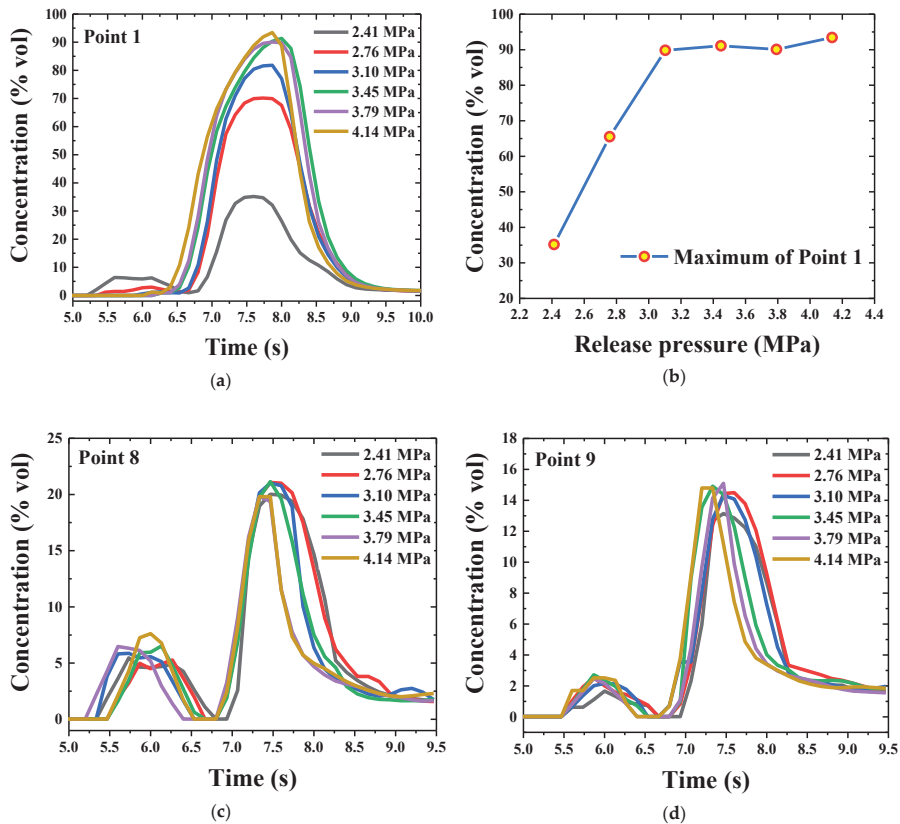 Point 1
2.41 MPa
2.76 MPa
3.10 MPa
3.45 MPa
3.79 MPa
4.14 MPa
100
90
80
70
60
50
40
30
20
10
0
5.0 5.5 6.0 6.5 7.0 7.5 8.0 8.5 9.0 9.5 10.0
Concentration (% vol)
Time (s)
(a)
100
90
80
70
60
50
40
30
20
2.2 2.4 2.6 2.8 3.0 3.2 3.4 3.6 3.8 4.0 4.2 4.4
Concentration (% vol)
Maximum of Point 1
Release pressure (MPa)
(b)
Point 8
2.41 MPa
2.76 MPa
3.10 MPa
3.45 MPa
3.79 MPa
4.14 MPa
25
20
15
10
5
0
5.0 5.5 6.0 6.5 7.0 7.5 8.0 8.5 9.0 9.5
Concentration (% vol)
Time (s)
(c)
Point 9
2.41 MPa
2.76 MPa
3.10 MPa
3.45 MPa
3.79 MPa
4.14 MPa
18
16
14
12
10
8
6
4
2
0
5.0 5.5 6.0 6.5 7.0 7.5 8.0 8.5 9.0 9.5
Concentration (% vol)
Time (s)
(d)